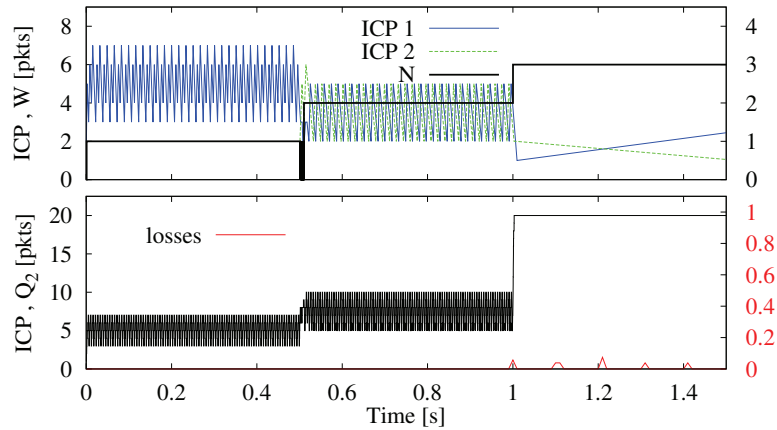 ICP 1
ICP 2
N
ICP , W [pkts]
8
6
4
2
0
3
2
1
0
losses
ICP , Q2 [pkts]
20
15
10
5
0
1
0.8
0.6
0.4
0.2
0
0 0.2 0.4 0.6 0.8 1 1.2 1.4
Time [s]